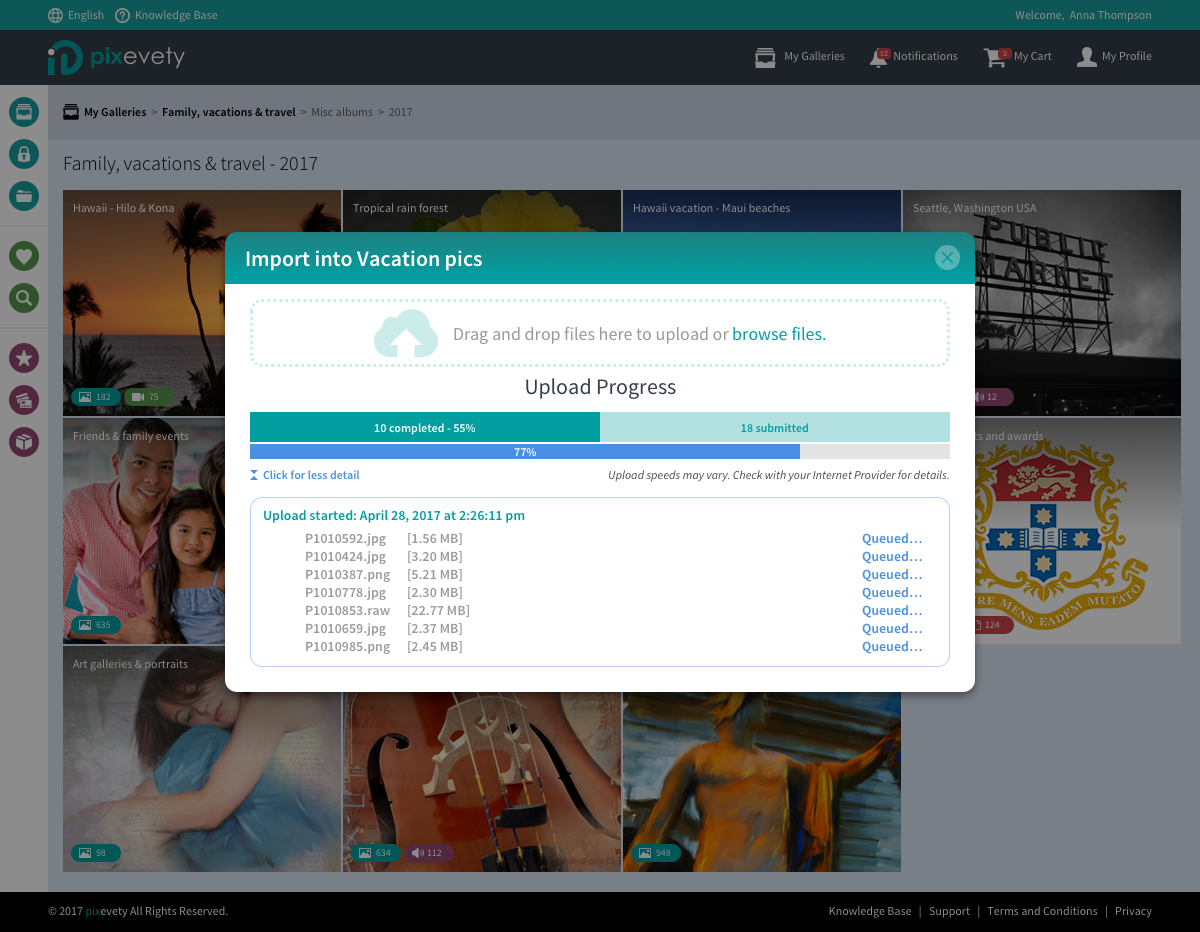 English Knowledge Base Welcome, Anna Thompson
pixevety My Galleries 12 Notifications 3 My Cart My Profile
My Galleries > Family, vacations & travel > Misc albums > 2017
Family, vacations & travel - 2017
Hawaii - Hilo & Kona Tropical rain forest Hawaii vacation - Maui beaches Seattle, Washington USA
PUBLIC
MARKET
Import into Vacation pics
Drag and drop files here to upload or browse files.
Upload Progress
182 75 12
10 completed - 55% 18 submitted
Friends & family events ts and awards
77%
Click for less detail Upload speeds may vary. Check with your Internet Provider for details.
Upload started: April 28, 2017 at 2:26:11 pm
P1010592.jpg [1.56 MB] Queued...
P1010424.jpg [3.20 MB] Queued...
P1010387.png [5.21 MB] Queued...
P1010778.jpg [2.30 MB] Queued...
P1010853.raw [22.77 MB] Queued...
P1010659.jpg [2.37 MB] Queued...
P1010985.png [2.45 MB] Queued...
RE MENS EADEM MUTATO
635 124
Art galleries & portraits
98 634 112 948
© 2017 pixevety All Rights Reserved. Knowledge Base | Support | Terms and Conditions | Privacy